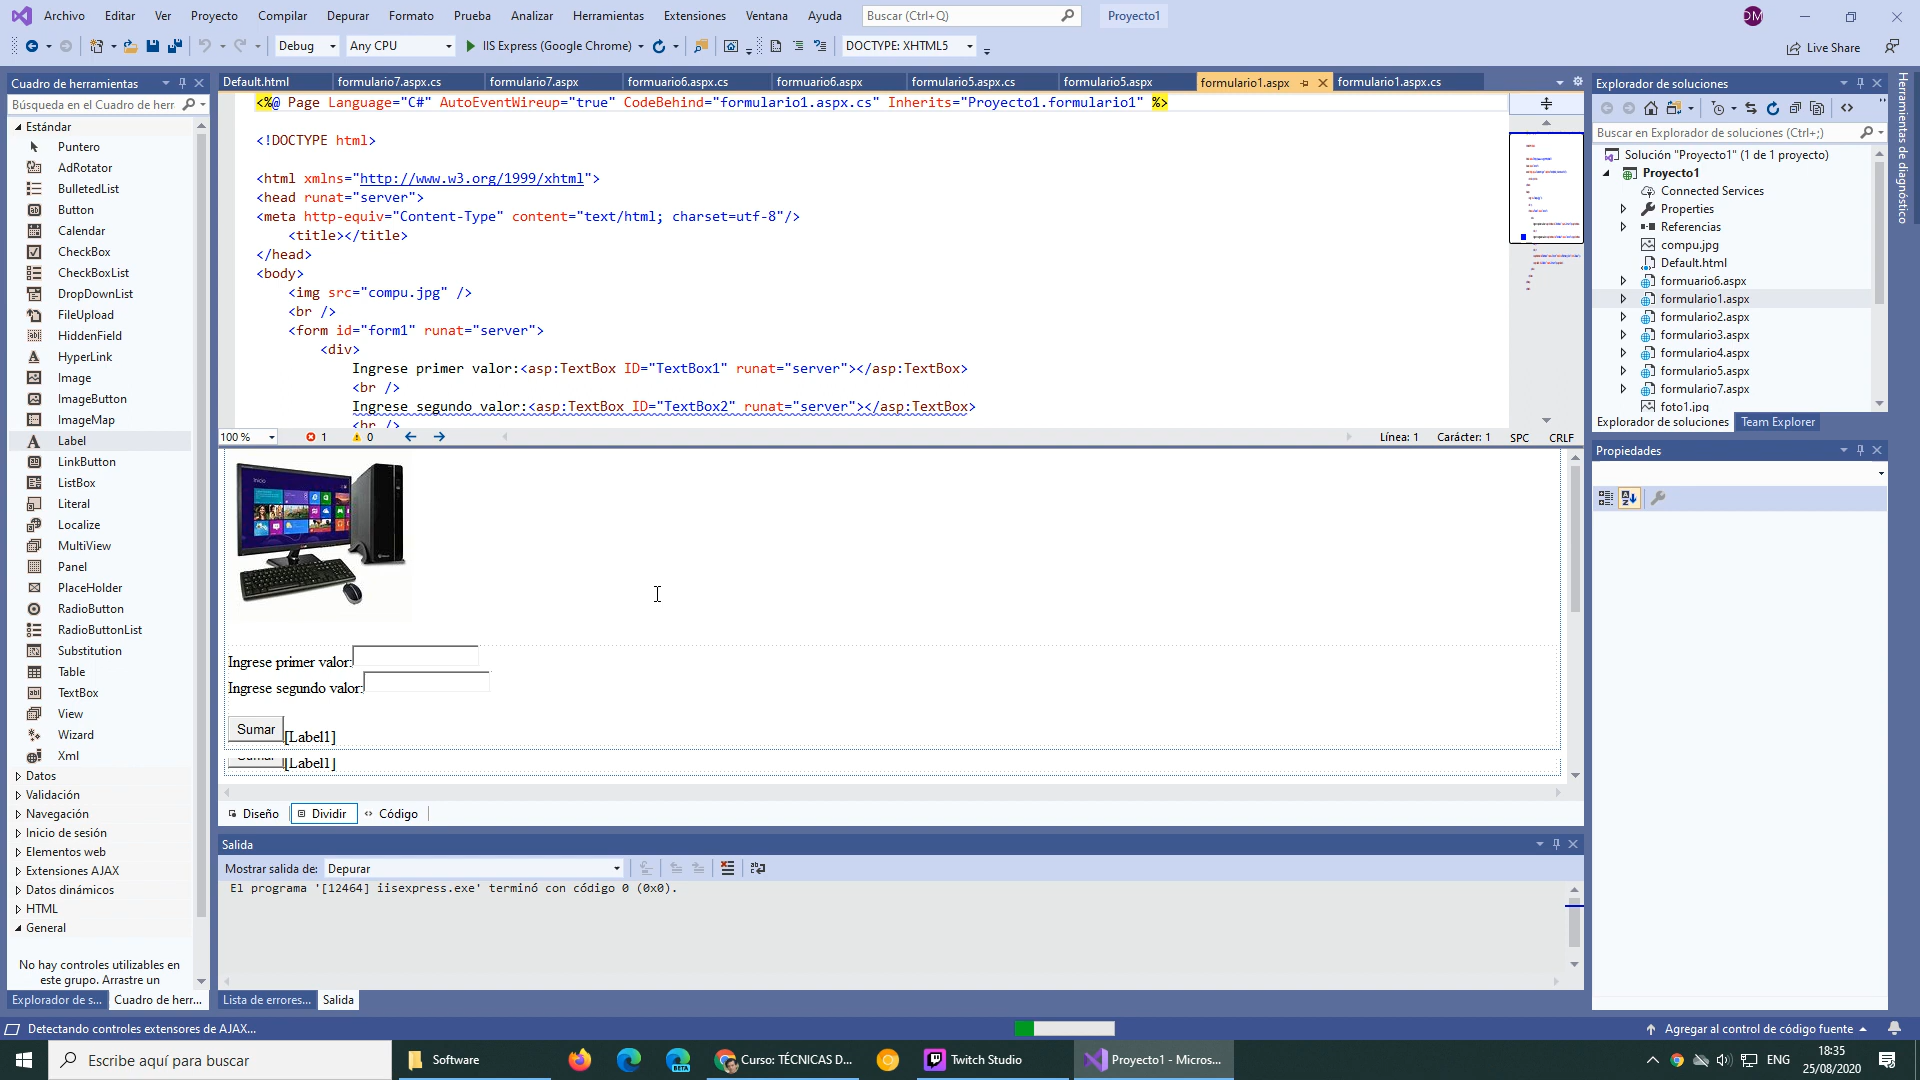 Archivo Editar Ver Proyecto Compilar Depurar Formato Prueba Analizar Herramientas Extensiones Ventana Ayuda Buscar (Ctrl+Q) Proyecto1 DM
Debug Any CPU IIS Express (Google Chrome) DOCTYPE: XHTML5 Live Share
Cuadro de herramientas
Búsqueda en el Cuadro de herr
Estándar
Puntero
AdRotator
BulletedList
Button
Calendar
CheckBox
CheckBoxList
DropDownList
FileUpload
HiddenField
HyperLink
Image
ImageButton
ImageMap
Label
LinkButton
ListBox
Literal
Localize
MultiView
Panel
PlaceHolder
RadioButton
RadioButtonList
Substitution
Table
TextBox
View
Wizard
Xml
Datos
Validación
Navegación
Inicio de sesión
Elementos web
Extensiones AJAX
Datos dinámicos
HTML
General
No hay controles utilizables en
este grupo. Arrastre un
Explorador de s... Cuadro de herr...
Default.html formulario7.aspx.cs formulario7.aspx formuario6.aspx.cs formuario6.aspx formulario5.aspx.cs formulario5.aspx formulario1.aspx formulario1.aspx.cs
<%@ Page Language="C#" AutoEventWireup="true" CodeBehind="formulario1.aspx.cs" Inherits="Proyecto1.formulario1" %>
<!DOCTYPE html>
<html xmlns="http://www.w3.org/1999/xhtml">
<head runat="server">
<meta http-equiv="Content-Type" content="text/html; charset=utf-8"/>
<title></title>
</head>
<body>
<img src="compu.jpg" />
<br />
<form id="form1" runat="server">
<div>
Ingrese primer valor:<asp:TextBox ID="TextBox1" runat="server"></asp:TextBox>
<br />
Ingrese segundo valor:<asp:TextBox ID="TextBox2" runat="server"></asp:TextBox>
<br />
100 % 1 0 Línea: 1 Carácter: 1 SPC CRLF
Inicio
Ingrese primer valor:
Ingrese segundo valor:
Sumar [Label1]
Sumar [Label1]
Diseño Dividir Código
Salida
Mostrar salida de: Depurar
El programa '[12464] iisexpress.exe' terminó con código 0 (0x0).
Lista de errores... Salida
Explorador de soluciones
Buscar en Explorador de soluciones (Ctrl+;)
Solución "Proyecto1" (1 de 1 proyecto)
Proyecto1
Connected Services
Properties
Referencias
compu.jpg
Default.html
formuario6.aspx
formulario1.aspx
formulario2.aspx
formulario3.aspx
formulario4.aspx
formulario5.aspx
formulario7.aspx
foto1.jpg
Explorador de soluciones Team Explorer
Propiedades
Herramientas de diagnóstico
Detectando controles extensores de AJAX... Agregar al control de código fuente
Escribe aquí para buscar Software BETA Curso: TÉCNICAS D... Twitch Studio Proyecto1 - Micros... ENG 18:35
25/08/2020